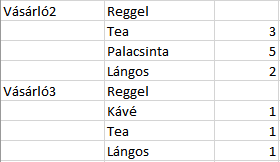 Vásárló2 Reggel
Tea 3
Palacsinta 5
Lángos 2
Vásárló3 Reggel
Kávé 1
Tea 1
Lángos 1